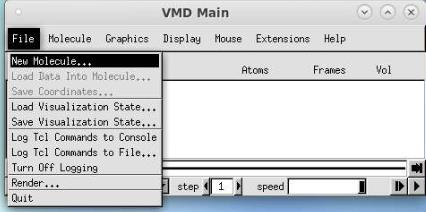 VMD Main
File Molecule Graphics Display Mouse Extensions Help
New Molecule...
Load Data Into Molecule...
Atoms Frames Vol
Save Coordinates...
Load Visualization State...
Save Visualization State...
Log Tcl Commands to Console
Log Tcl Commands to File...
Turn Off Logging
Render...
step 1 speed
Quit